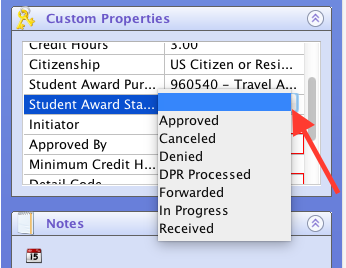 Custom Properties
Credit Hours 3.00
Citizenship US Citizen or Resi...
Student Award Pur... 960540 - Travel A...
Student Award Sta...
Approved
Initiator
Canceled
Approved By
Denied
Minimum Credit H...
DPR Processed
Detail Code
Forwarded
In Progress
Received
Notes
15